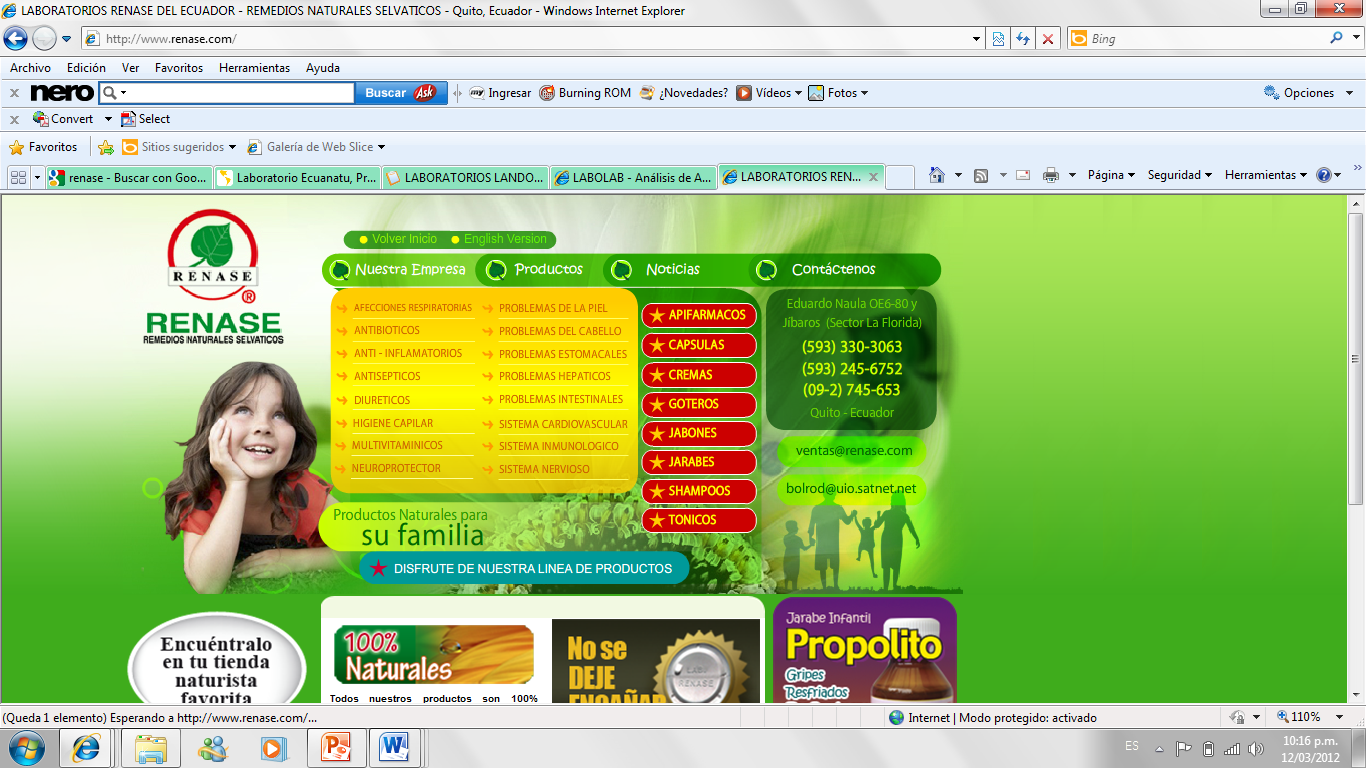 LABORATORIOS RENASE DEL ECUADOR - REMEDIOS NATURALES SELVATICOS - Quito, Ecuador - Windows Internet Explorer
http://www.renase.com/
Bing
Archivo Edición Ver Favoritos Herramientas Ayuda
nero Buscar Ask my Ingresar Burning ROM ¿Novedades? Vídeos Fotos Opciones
Convert Select
Favoritos Sitios sugeridos Galería de Web Slice
renase - Buscar con Goo... Laboratorio Ecuanatu, Pr... LABORATORIOS LANDO... LABOLAB - Análisis de A... LABORATORIOS REN... Página Seguridad Herramientas
Volver Inicio English Version
RENASE
®
RENASE
REMEDIOS NATURALES SELVATICOS
Nuestra Empresa Productos Noticias Contáctenos
AFECCIONES RESPIRATORIAS
ANTIBIOTICOS
ANTI - INFLAMATORIOS
ANTISEPTICOS
DIURETICOS
HIGIENE CAPILAR
MULTIVITAMINICOS
NEUROPROTECTOR
PROBLEMAS DE LA PIEL
PROBLEMAS DEL CABELLO
PROBLEMAS ESTOMACALES
PROBLEMAS HEPATICOS
PROBLEMAS INTESTINALES
SISTEMA CARDIOVASCULAR
SISTEMA INMUNOLOGICO
SISTEMA NERVIOSO
APIFARMACOS
CAPSULAS
CREMAS
GOTEROS
JABONES
JARABES
SHAMPOOS
TONICOS
Eduardo Naula OE6-80 y
Jíbaros (Sector La Florida)
(593) 330-3063
(593) 245-6752
(09-2) 745-653
Quito - Ecuador
ventas@renase.com
bolrod@uio.satnet.net
Productos Naturales para
su familia
DISFRUTE DE NUESTRA LINEA DE PRODUCTOS
Encuéntralo
en tu tienda
naturista
favorita
100%
Naturales
Todos nuestros productos son 100%
No se
DEJE
ENGAÑAR
RENASE
Jarabe Infantil
Propolito
Gripes
Resfriados
(Queda 1 elemento) Esperando a http://www.renase.com/...
Internet | Modo protegido: activado
110%
ES
10:16 p.m.
12/03/2012